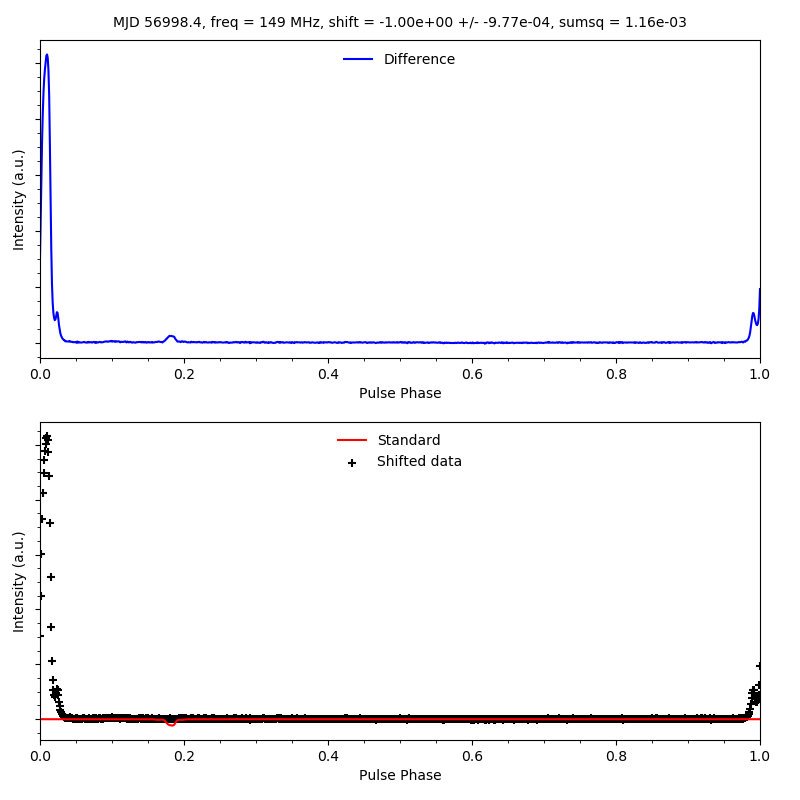 MJD 56998.4, freq = 149 MHz, shift = -1.00e+00 +/- -9.77e-04, sumsq = 1.16e-03
Difference
Intensity (a.u.)
0.0 0.2 0.4 0.6 0.8 1.0
Pulse Phase
Standard
Shifted data
Intensity (a.u.)
0.0 0.2 0.4 0.6 0.8 1.0
Pulse Phase